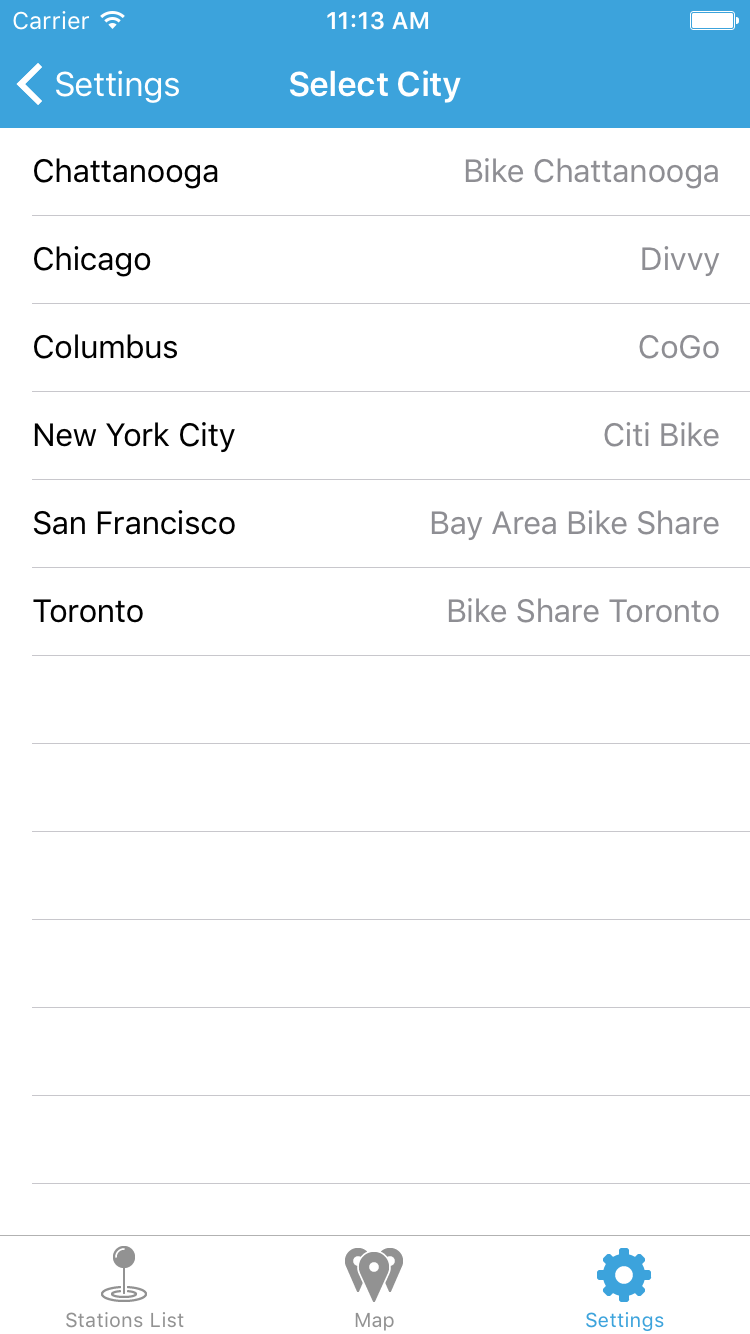 Carrier 11:13 AM
Settings Select City
Chattanooga Bike Chattanooga
Chicago Divvy
Columbus CoGo
New York City Citi Bike
San Francisco Bay Area Bike Share
Toronto Bike Share Toronto
Stations List Map Settings